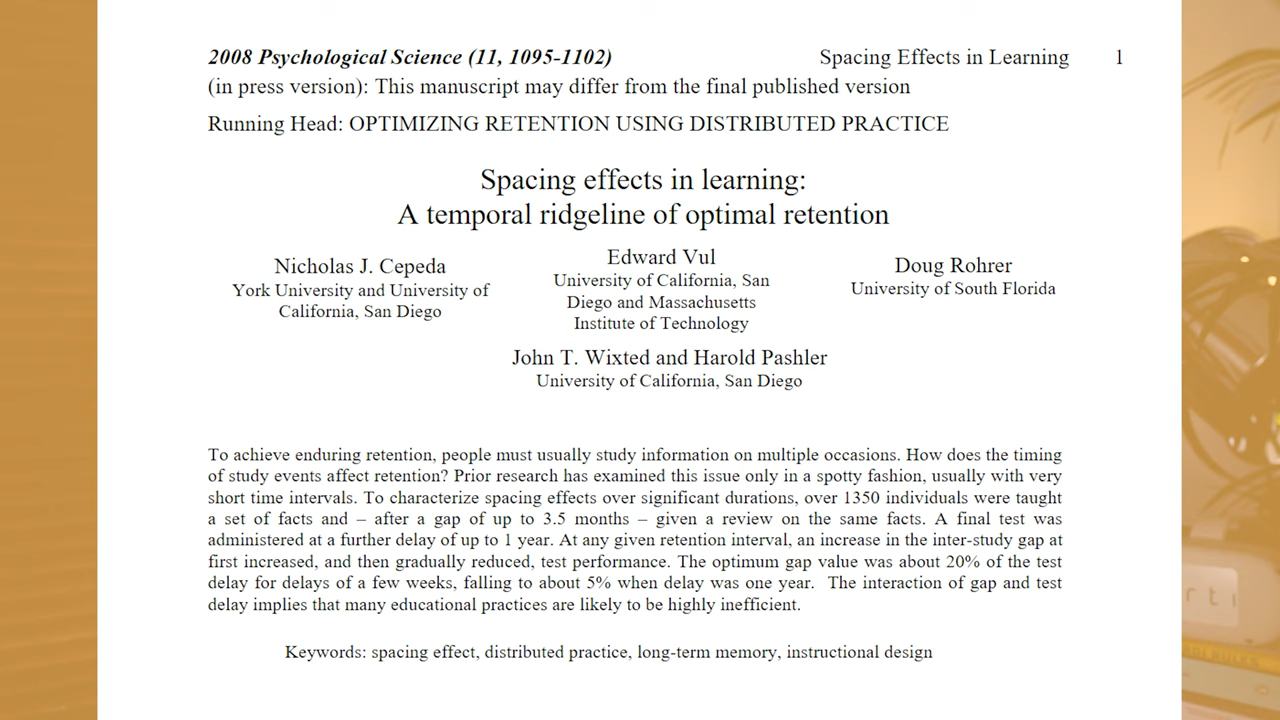 2008 Psychological Science (11, 1095-1102) Spacing Effects in Learning 1
(in press version): This manuscript may differ from the final published version
Running Head: OPTIMIZING RETENTION USING DISTRIBUTED PRACTICE
Spacing effects in learning:
A temporal ridgeline of optimal retention
Nicholas J. Cepeda
York University and University of
California, San Diego
Edward Vul
University of California, San
Diego and Massachusetts
Institute of Technology
Doug Rohrer
University of South Florida
John T. Wixted and Harold Pashler
University of California, San Diego
To achieve enduring retention, people must usually study information on multiple occasions. How does the timing
of study events affect retention? Prior research has examined this issue only in a spotty fashion, usually with very
short time intervals. To characterize spacing effects over significant durations, over 1350 individuals were taught
a set of facts and – after a gap of up to 3.5 months – given a review on the same facts. A final test was
administered at a further delay of up to 1 year. At any given retention interval, an increase in the inter-study gap at
first increased, and then gradually reduced, test performance. The optimum gap value was about 20% of the test
delay for delays of a few weeks, falling to about 5% when delay was one year. The interaction of gap and test
delay implies that many educational practices are likely to be highly inefficient.
Keywords: spacing effect, distributed practice, long-term memory, instructional design